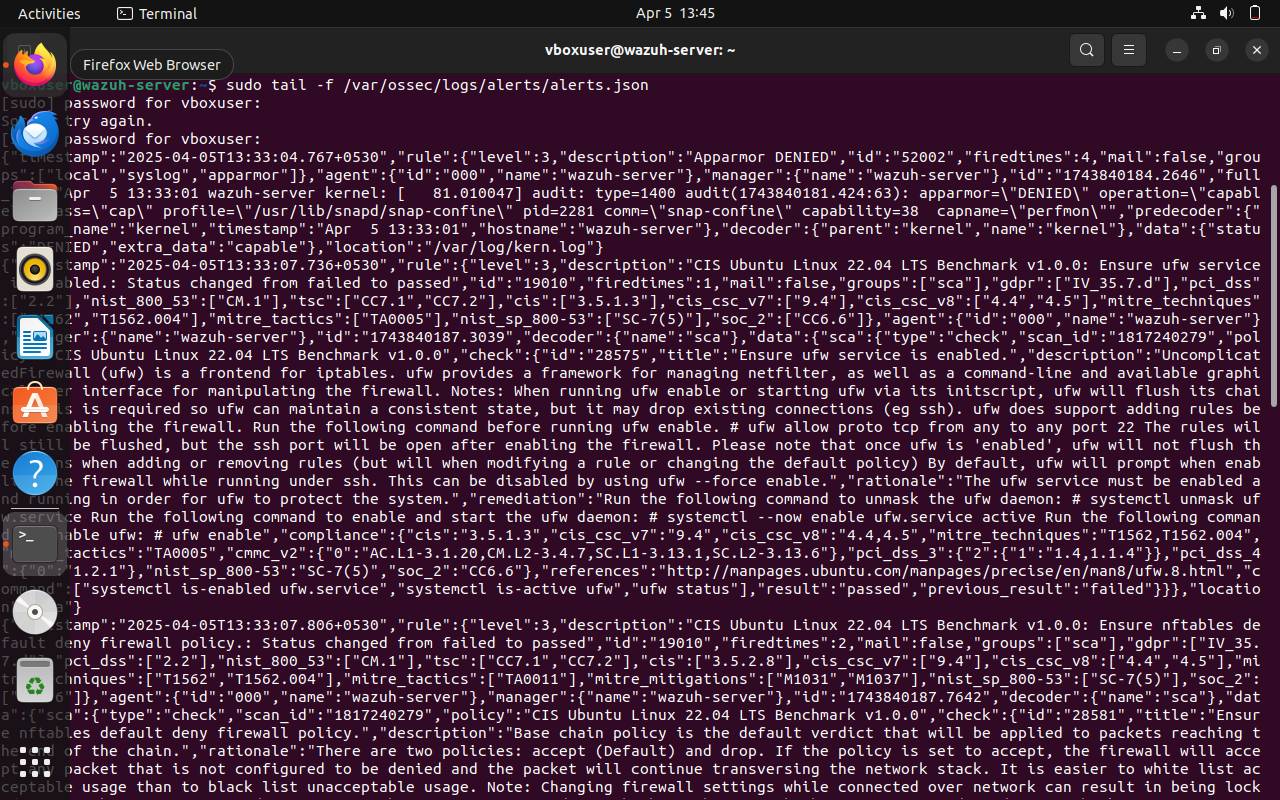 Activities
Terminal
Apr 5 13:45
vboxuser@wazuh-server: ~
Firefox Web Browser
vboxuser@wazuh-server:~$ sudo tail -f /var/ossec/logs/alerts/alerts.json
[sudo] password for vboxuser:
try again.
password for vboxuser:
{"timestamp":"2025-04-05T13:33:04.767+0530","rule":{"level":3,"description":"Apparmor DENIED","id":"52002","firedtimes":4,"mail":false,"grou
ps":["local","syslog","apparmor"]},"agent":{"id":"000","name":"wazuh-server"},"manager":{"name":"wazuh-server"},"id":"1743840184.2646","full
"Apr  5 13:33:01 wazuh-server kernel: [   81.010047] audit: type=1400 audit(1743840181.424:63): apparmor=\"DENIED\" operation=\"capabl
ass=\"cap\" profile=\"/usr/lib/snapd/snap-confine\" pid=2281 comm=\"snap-confine\" capability=38  capname=\"perfmon\"","predecoder":{"
program_name":"kernel","timestamp":"Apr  5 13:33:01","hostname":"wazuh-server"},"decoder":{"parent":"kernel","name":"kernel"},"data":{"statu
s":"DENIED","extra_data":"capable"},"location":"/var/log/kern.log"}
{"timestamp":"2025-04-05T13:33:07.736+0530","rule":{"level":3,"description":"CIS Ubuntu Linux 22.04 LTS Benchmark v1.0.0: Ensure ufw service
abled.: Status changed from failed to passed","id":"19010","firedtimes":1,"mail":false,"groups":["sca"],"gdpr":["IV_35.7.d"],"pci_dss"
:["2.2"],"nist_800_53":["CM.1"],"tsc":["CC7.1","CC7.2"],"cis":["3.5.1.3"],"cis_csc_v7":["9.4"],"cis_csc_v8":["4.4","4.5"],"mitre_techniques"
:["T1562","T1562.004"],"mitre_tactics":["TA0005"],"nist_sp_800-53":["SC-7(5)"],"soc_2":["CC6.6"]},"agent":{"id":"000","name":"wazuh-server"}
,"manager":{"name":"wazuh-server"},"id":"1743840187.3039","decoder":{"name":"sca"},"data":{"sca":{"type":"check","scan_id":"1817240279","pol
"CIS Ubuntu Linux 22.04 LTS Benchmark v1.0.0","check":{"id":"28575","title":"Ensure ufw service is enabled.","description":"Uncomplicat
edFirewall (ufw) is a frontend for iptables. ufw provides a framework for managing netfilter, as well as a command-line and available graphi
interface for manipulating the firewall. Notes: When running ufw enable or starting ufw via its initscript, ufw will flush its chai
is required so ufw can maintain a consistent state, but it may drop existing connections (eg ssh). ufw does support adding rules be
fore enabling the firewall. Run the following command before running ufw enable. # ufw allow proto tcp from any to any port 22 The rules wil
l still be flushed, but the ssh port will be open after enabling the firewall. Please note that once ufw is 'enabled', ufw will not flush th
when adding or removing rules (but will when modifying a rule or changing the default policy) By default, ufw will prompt when enab
firewall while running under ssh. This can be disabled by using ufw --force enable.","rationale":"The ufw service must be enabled a
nd running in order for ufw to protect the system.","remediation":"Run the following command to unmask the ufw daemon: # systemctl unmask uf
w.service Run the following command to enable and start the ufw daemon: # systemctl --now enable ufw.service active Run the following comman
enable ufw: # ufw enable","compliance":{"cis":"3.5.1.3","cis_csc_v7":"9.4","cis_csc_v8":"4.4,4.5","mitre_techniques":"T1562,T1562.004",
tactics":"TA0005","cmmc_v2":{"0":"AC.L1-3.1.20,CM.L2-3.4.7,SC.L1-3.13.1,SC.L2-3.13.6"},"pci_dss_3":{"2":{"1":"1.4,1.1.4"}},"pci_dss_4
:{"0":"1.2.1"},"nist_sp_800-53":"SC-7(5)","soc_2":"CC6.6"},"references":"http://manpages.ubuntu.com/manpages/precise/en/man8/ufw.8.html","c
ommand":["systemctl is-enabled ufw.service","systemctl is-active ufw","ufw status"],"result":"passed","previous_result":"failed"}}},"locatio
"}
{"timestamp":"2025-04-05T13:33:07.806+0530","rule":{"level":3,"description":"CIS Ubuntu Linux 22.04 LTS Benchmark v1.0.0: Ensure nftables de
fault deny firewall policy.: Status changed from failed to passed","id":"19010","firedtimes":2,"mail":false,"groups":["sca"],"gdpr":["IV_35.
"pci_dss":["2.2"],"nist_800_53":["CM.1"],"tsc":["CC7.1","CC7.2"],"cis":["3.5.2.8"],"cis_csc_v7":["9.4"],"cis_csc_v8":["4.4","4.5"],"mi
tre_techniques":["T1562","T1562.004"],"mitre_tactics":["TA0011"],"mitre_mitigations":["M1031","M1037"],"nist_sp_800-53":["SC-7(5)"],"soc_2":
["CC6.6"]},"agent":{"id":"000","name":"wazuh-server"},"manager":{"name":"wazuh-server"},"id":"1743840187.7642","decoder":{"name":"sca"},"dat
a":{"sca":{"type":"check","scan_id":"1817240279","policy":"CIS Ubuntu Linux 22.04 LTS Benchmark v1.0.0","check":{"id":"28581","title":"Ensur
e nftables default deny firewall policy.","description":"Base chain policy is the default verdict that will be applied to packets reaching t
of the chain.","rationale":"There are two policies: accept (Default) and drop. If the policy is set to accept, the firewall will acce
pt any packet that is not configured to be denied and the packet will continue transversing the network stack. It is easier to white list ac
ceptable usage than to black list unacceptable usage. Note: Changing firewall settings while connected over network can result in being lock